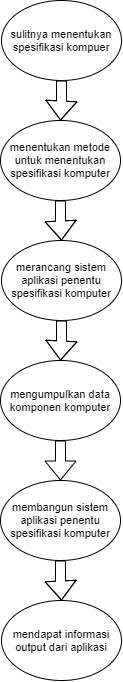 sulitnya menentukan
spesifikasi kompuer
menentukan metode
untuk menentukan
spesifikasi komputer
merancang sistem
aplikasi penentu
spesifikasi komputer
mengumpulkan data
komponen komputer
membangun sistem
aplikasi penentu
spesifikasi komputer
mendapat informasi
output dari aplikasi